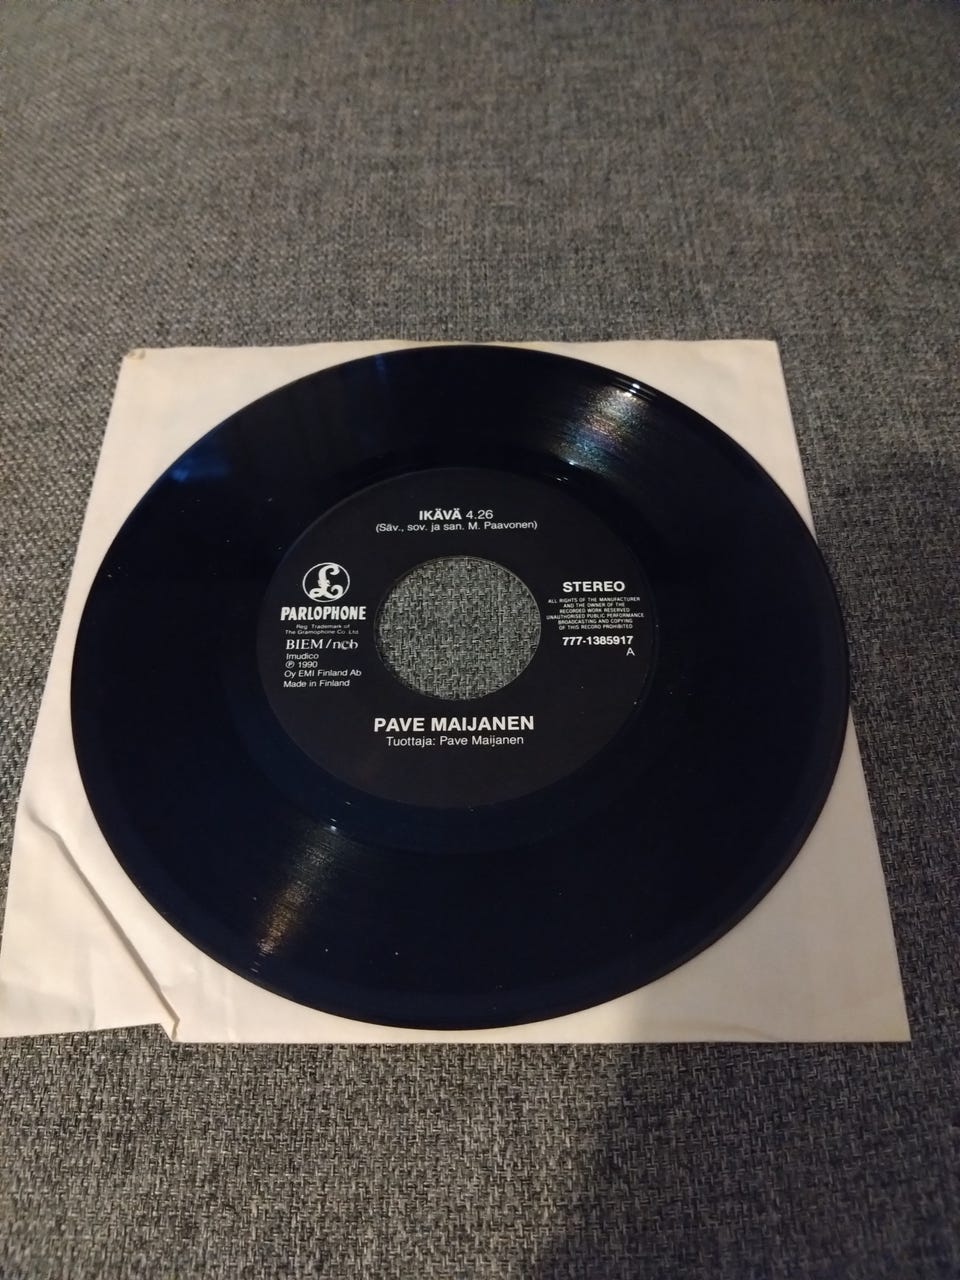 IKÄVÄ 4.26
(Säv., sov. ja san. M. Paavonen)
£
PARLOPHONE
Reg. Trademark of
The Gramophone Co. Ltd
BIEM/ncb
Imudico
℗ 1990
Oy EMI Finland Ab
Made in Finland
STEREO
ALL RIGHTS OF THE MANUFACTURER
AND THE OWNER OF THE
RECORDED WORK RESERVED
UNAUTHORISED PUBLIC PERFORMANCE
BROADCASTING AND COPYING
OF THIS RECORD PROHIBITED
777-1385917
A
PAVE MAIJANEN
Tuottaja: Pave Maijanen